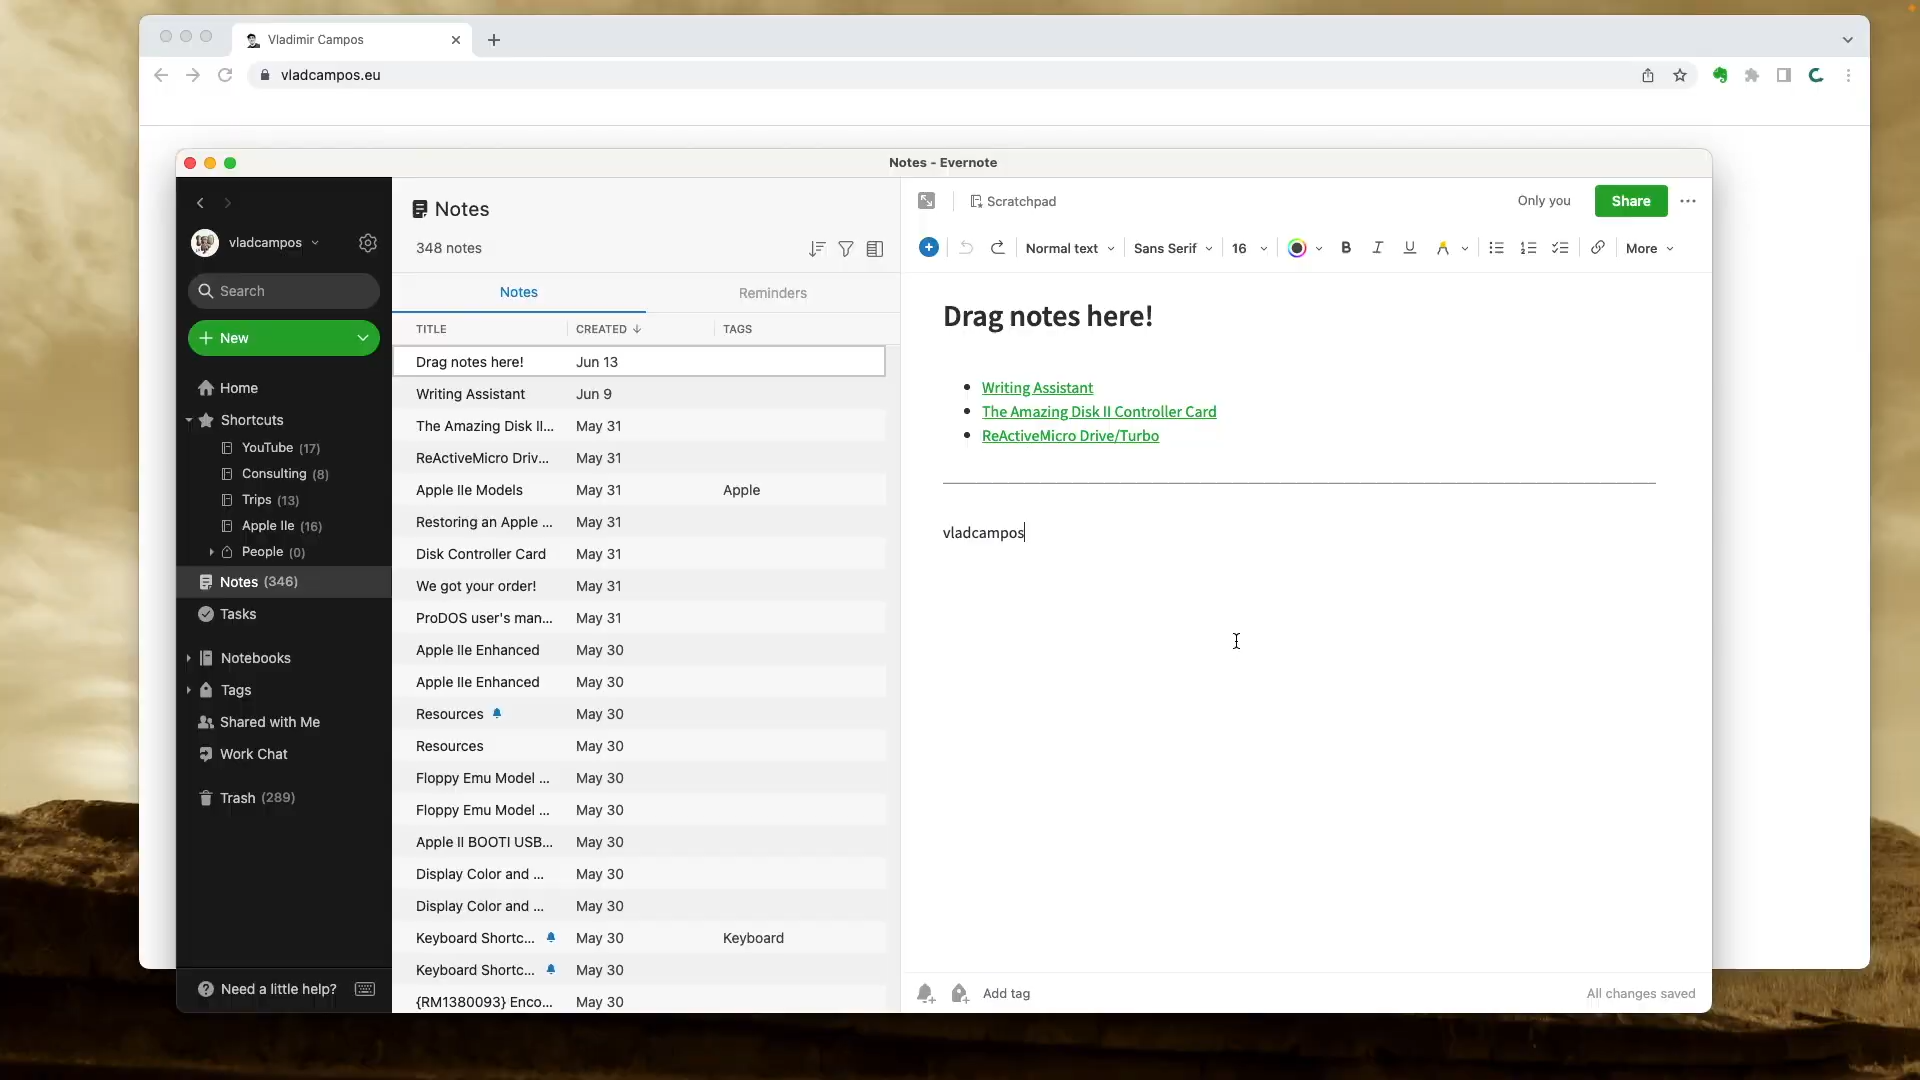 Vladimir Campos
vladcampos.eu
Notes - Evernote
vladcampos
Search
New
Home
Shortcuts
YouTube (17)
Consulting (8)
Trips (13)
Apple IIe (16)
People (0)
Notes (346)
Tasks
Notebooks
Tags
Shared with Me
Work Chat
Trash (289)
Need a little help?
Notes
348 notes
Notes Reminders
TITLE CREATED TAGS
Drag notes here! Jun 13
Writing Assistant Jun 9
The Amazing Disk II... May 31
ReActiveMicro Driv... May 31
Apple IIe Models May 31 Apple
Restoring an Apple ... May 31
Disk Controller Card May 31
We got your order! May 31
ProDOS user's man... May 31
Apple IIe Enhanced May 30
Apple IIe Enhanced May 30
Resources May 30
Resources May 30
Floppy Emu Model ... May 30
Floppy Emu Model ... May 30
Apple II BOOTI USB... May 30
Display Color and ... May 30
Display Color and ... May 30
Keyboard Shortc... May 30 Keyboard
Keyboard Shortc... May 30
{RM1380093} Enco... May 30
Scratchpad Only you Share
Normal text Sans Serif 16 B I U More
Drag notes here!
Writing Assistant
The Amazing Disk II Controller Card
ReActiveMicro Drive/Turbo
vladcampos
Add tag All changes saved